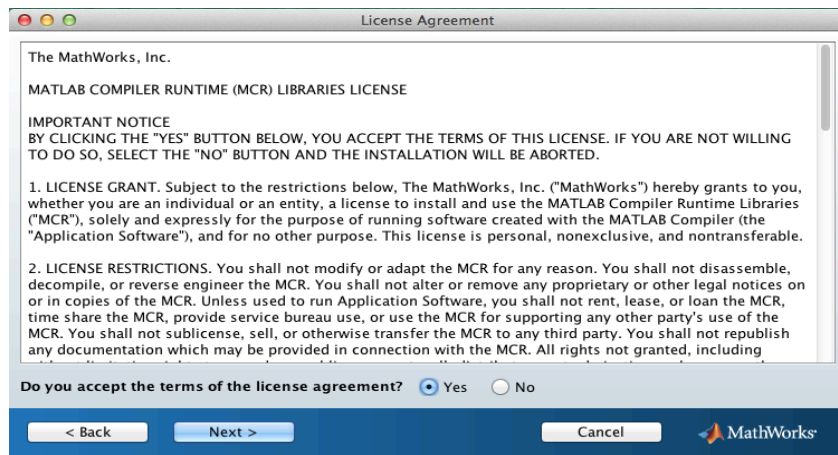 License Agreement
The MathWorks, Inc.
MATLAB COMPILER RUNTIME (MCR) LIBRARIES LICENSE
IMPORTANT NOTICE
BY CLICKING THE "YES" BUTTON BELOW, YOU ACCEPT THE TERMS OF THIS LICENSE. IF YOU ARE NOT WILLING
TO DO SO, SELECT THE "NO" BUTTON AND THE INSTALLATION WILL BE ABORTED.
1. LICENSE GRANT. Subject to the restrictions below, The MathWorks, Inc. ("MathWorks") hereby grants to you,
whether you are an individual or an entity, a license to install and use the MATLAB Compiler Runtime Libraries
("MCR"), solely and expressly for the purpose of running software created with the MATLAB Compiler (the
"Application Software"), and for no other purpose. This license is personal, nonexclusive, and nontransferable.
2. LICENSE RESTRICTIONS. You shall not modify or adapt the MCR for any reason. You shall not disassemble,
decompile, or reverse engineer the MCR. You shall not alter or remove any proprietary or other legal notices on
or in copies of the MCR. Unless used to run Application Software, you shall not rent, lease, or loan the MCR,
time share the MCR, provide service bureau use, or use the MCR for supporting any other party's use of the
MCR. You shall not sublicense, sell, or otherwise transfer the MCR to any third party. You shall not republish
any documentation which may be provided in connection with the MCR. All rights not granted, including
Do you accept the terms of the license agreement? Yes No
< Back Next > Cancel MathWorks